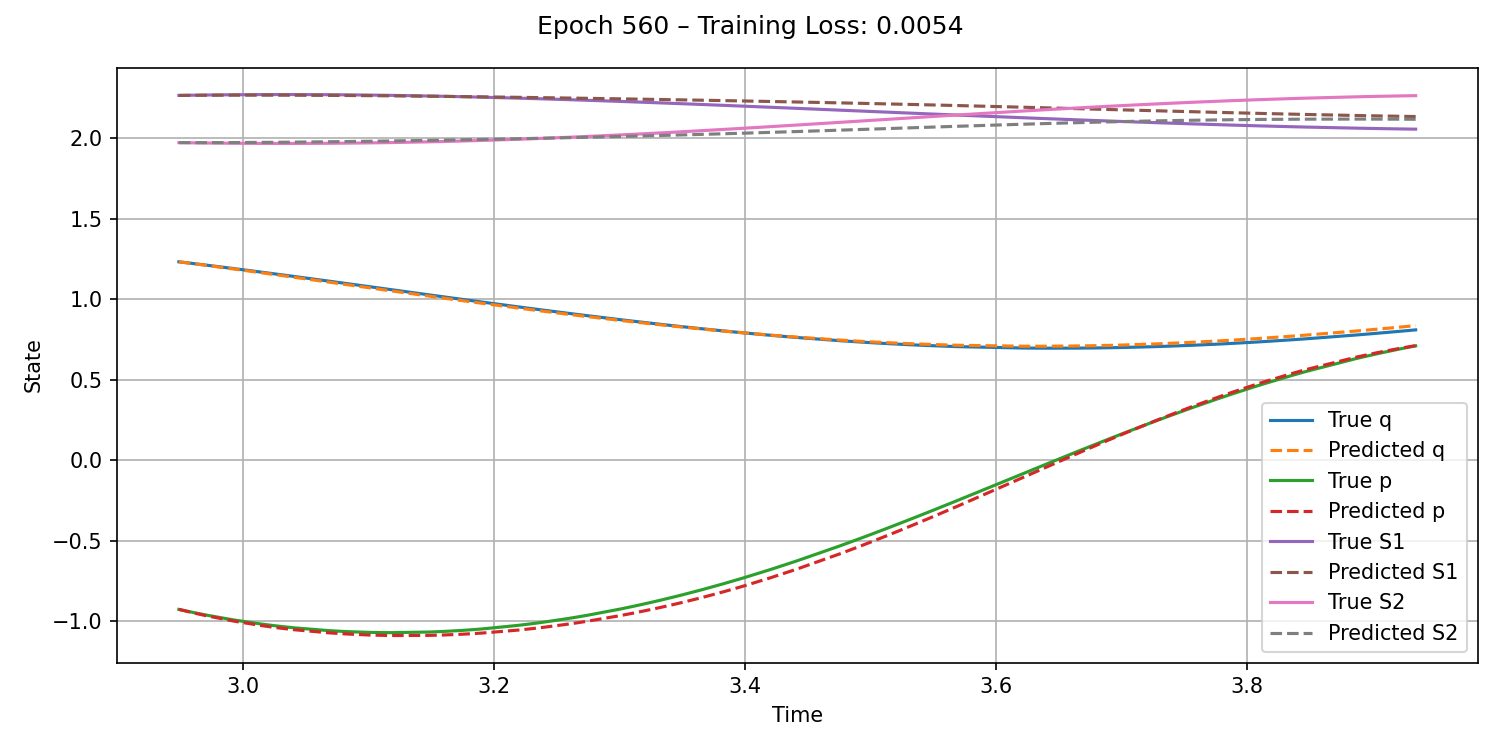 Epoch 560 – Training Loss: 0.0054
State
2.0
1.5
1.0
0.5
0.0
−0.5
−1.0
3.0 3.2 3.4 3.6 3.8
Time
True q
Predicted q
True p
Predicted p
True S1
Predicted S1
True S2
Predicted S2